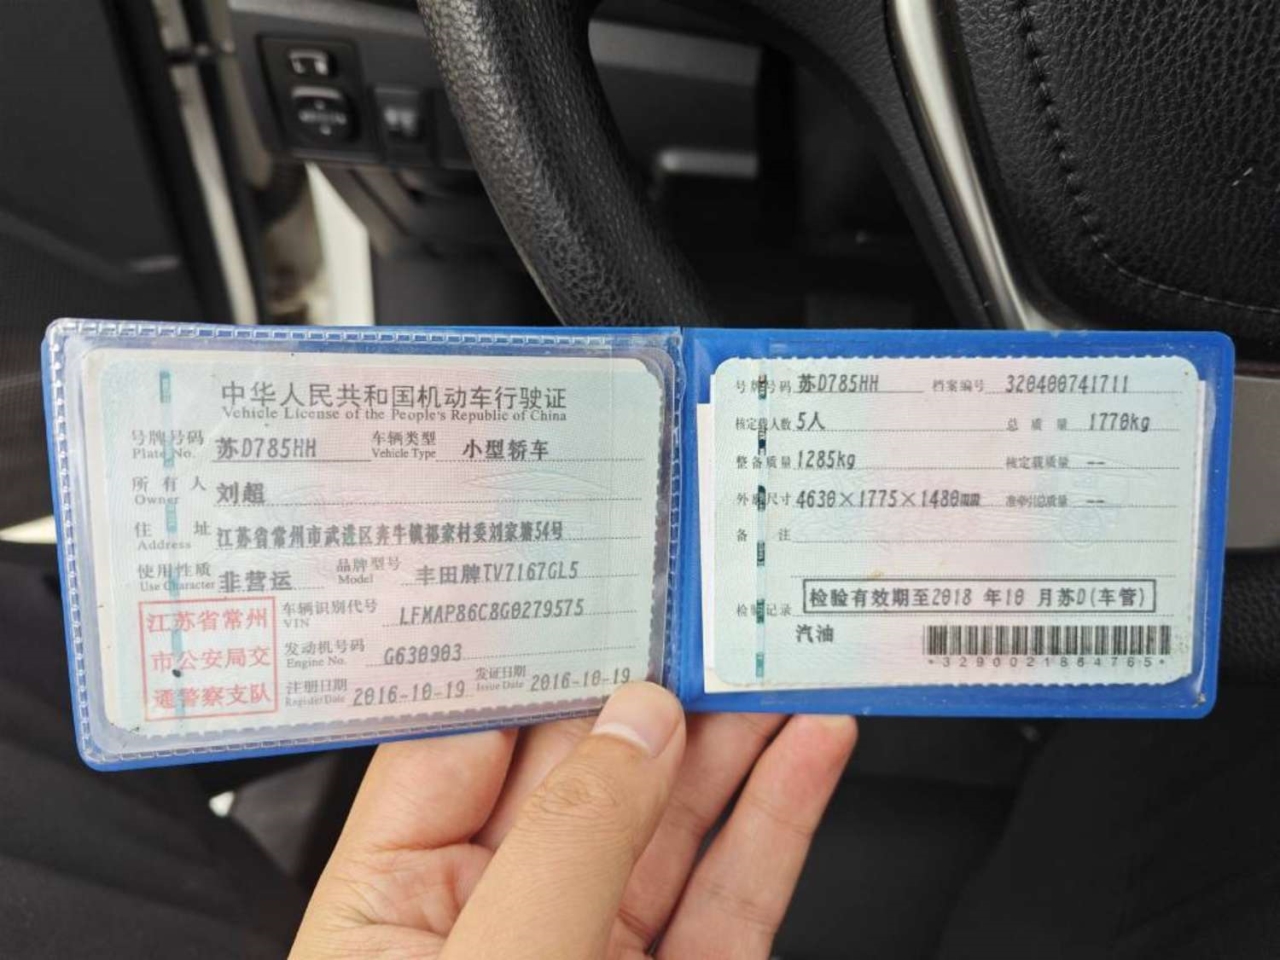 中华人民共和国机动车行驶证
Vehicle License of the People's Republic of China
号牌号码 苏D785HH 车辆类型 小型轿车
Plate No. Vehicle Type
所有人 刘超
Owner
住址 江苏省常州市武进区奔牛镇祁家村委刘家塘54号
Address
使用性质 非营运 品牌型号 丰田牌TV7167GL5
Use Character Model
江苏省常州
市公安局交
通警察支队
车辆识别代号 LFMAP86C8G0279575
VIN
发动机号码 G630903
Engine No.
注册日期 2016-10-19 发证日期 2016-10-19
Register Date Issue Date
号牌号码 苏D785HH 档案编号 320400741711
核定载人数 5人 总质量 1770kg
整备质量 1285kg 核定载质量 --
外廓尺寸 4630×1775×1480mm 准牵引总质量 --
备注
检验记录 检验有效期至2018 年10 月苏D(车管)
汽油
*3290021864765*